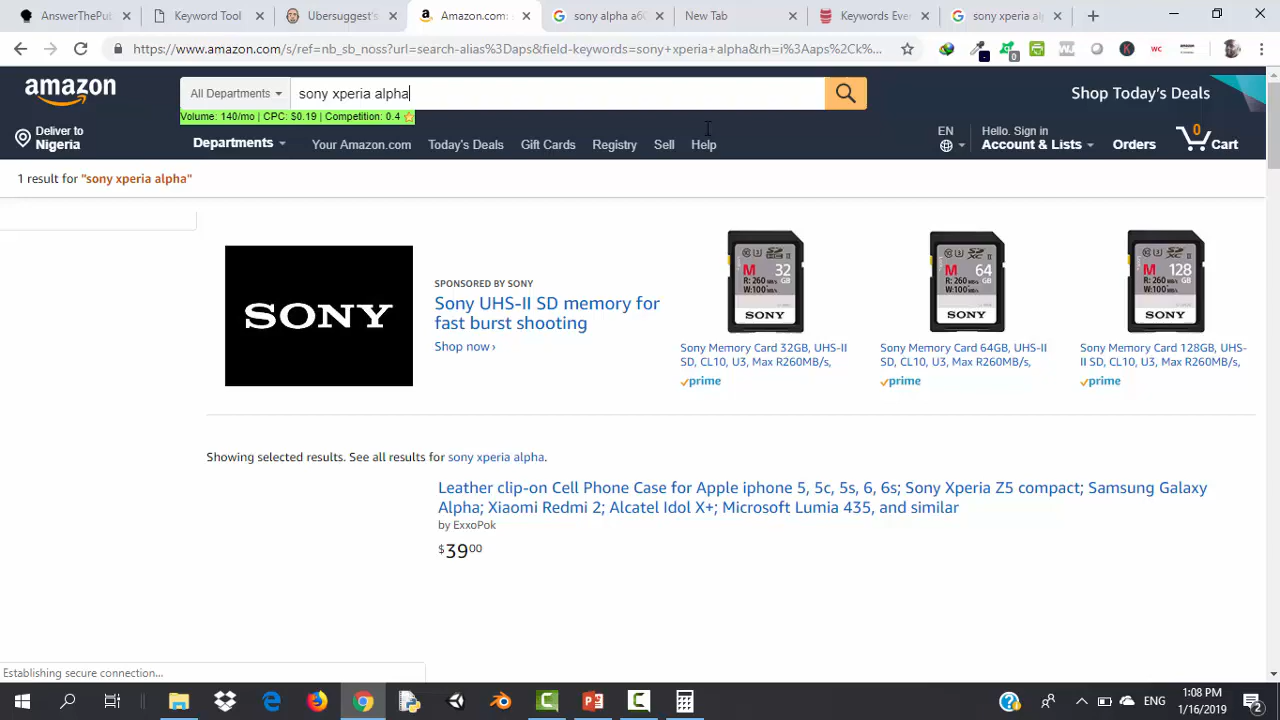 AnswerThePu
Keyword Tool
Ubersuggest's
Amazon.com:
sony alpha a60
New Tab
Keywords Eve
sony xperia al
https://www.amazon.com/s/ref=nb_sb_noss?url=search-alias%3Daps&field-keywords=sony+xperia+alpha&rh=i%3Aaps%2Ck%...
amazon
All Departments
sony xperia alpha
Shop Today's Deals
Volume: 140/mo | CPC: $0.19 | Competition: 0.4
Deliver to
Nigeria
Departments
Your Amazon.com
Today's Deals
Gift Cards
Registry
Sell
Help
EN
Hello. Sign in
Account & Lists
Orders
0
Cart
1 result for "sony xperia alpha"
SONY
SPONSORED BY SONY
Sony UHS-II SD memory for
fast burst shooting
Shop now ›
Sony Memory Card 32GB, UHS-II
SD, CL10, U3, Max R260MB/s,
prime
Sony Memory Card 64GB, UHS-II
SD, CL10, U3, Max R260MB/s,
prime
Sony Memory Card 128GB, UHS-
II SD, CL10, U3, Max R260MB/s,
prime
Showing selected results. See all results for sony xperia alpha.
Leather clip-on Cell Phone Case for Apple iphone 5, 5c, 5s, 6, 6s; Sony Xperia Z5 compact; Samsung Galaxy
Alpha; Xiaomi Redmi 2; Alcatel Idol X+; Microsoft Lumia 435, and similar
by ExxoPok
$39 00
Establishing secure connection...
ENG
1:08 PM
1/16/2019
2